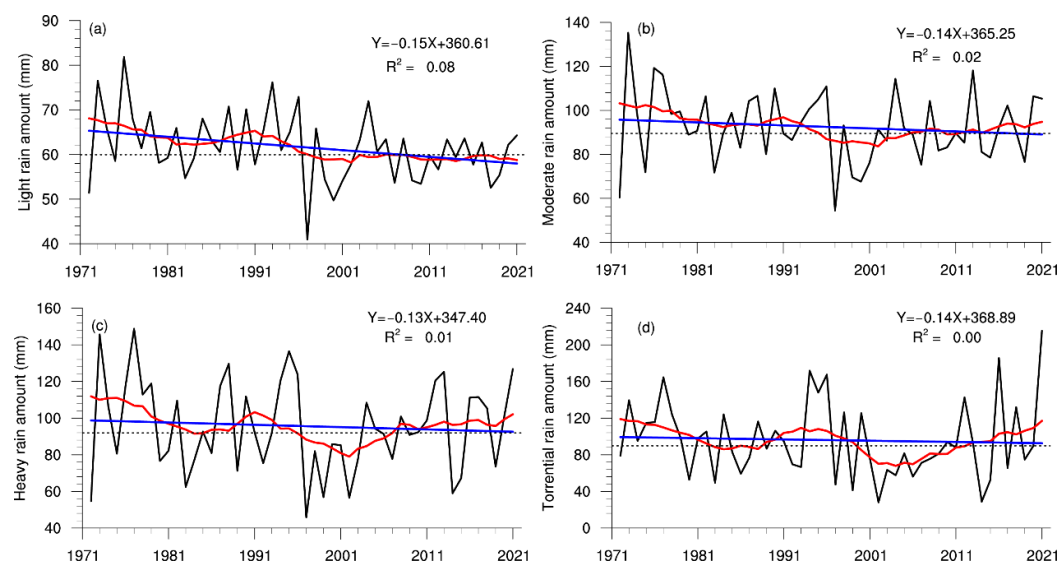 (a)
Y=−0.15X+360.61
R² = 0.08
Light rain amount (mm)
90
80
70
60
50
40
1971 1981 1991 2001 2011 2021
(b)
Y=−0.14X+365.25
R² = 0.02
Moderate rain amount (mm)
140
120
100
80
60
40
1971 1981 1991 2001 2011 2021
(c)
Y=−0.13X+347.40
R² = 0.01
Heavy rain amount (mm)
160
140
120
100
80
60
40
1971 1981 1991 2001 2011 2021
(d)
Y=−0.14X+368.89
R² = 0.00
Torrential rain amount (mm)
240
200
160
120
80
40
0
1971 1981 1991 2001 2011 2021